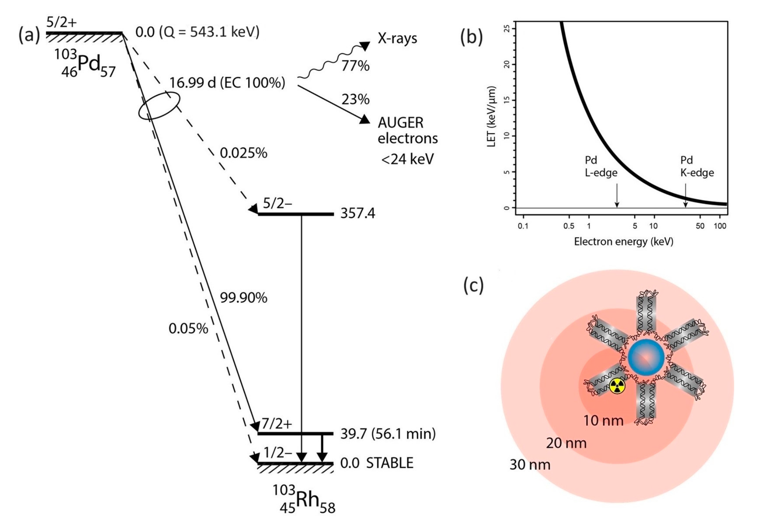 (a)
5/2+
0.0 (Q = 543.1 keV)
103
46Pd57
16.99 d (EC 100%)
X-rays
77%
23%
AUGER
electrons
<24 keV
0.025%
5/2−
357.4
99.90%
0.05%
7/2+
39.7 (56.1 min)
1/2−
0.0 STABLE
103
45Rh58
(b)
LET (keV/μm)
25
20
15
10
5
0
Pd
L-edge
Pd
K-edge
0.1
0.5
1
5
10
50
100
Electron energy (keV)
(c)
10 nm
20 nm
30 nm